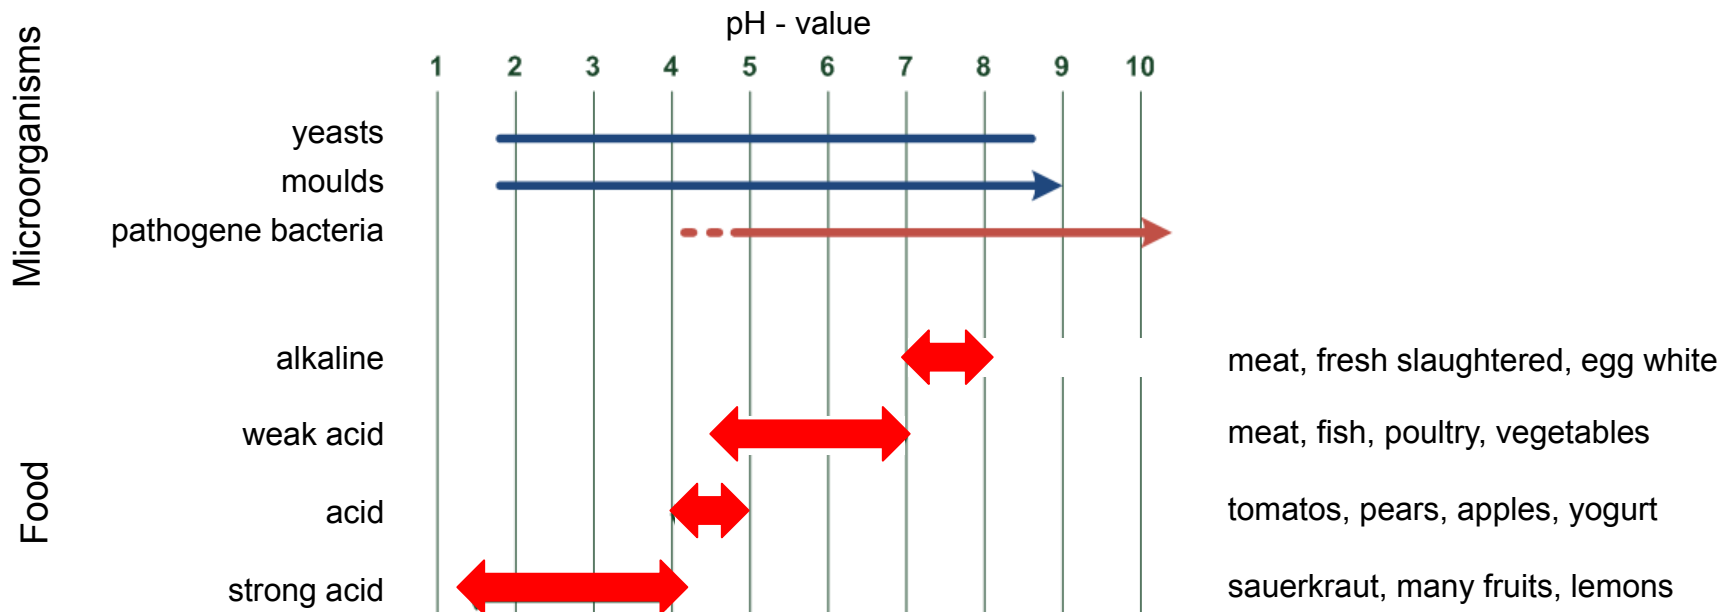 pH - value
1 2 3 4 5 6 7 8 9 10
Microorganisms
yeasts
moulds
pathogene bacteria
Food
alkaline
meat, fresh slaughtered, egg white
weak acid
meat, fish, poultry, vegetables
acid
tomatos, pears, apples, yogurt
strong acid
sauerkraut, many fruits, lemons